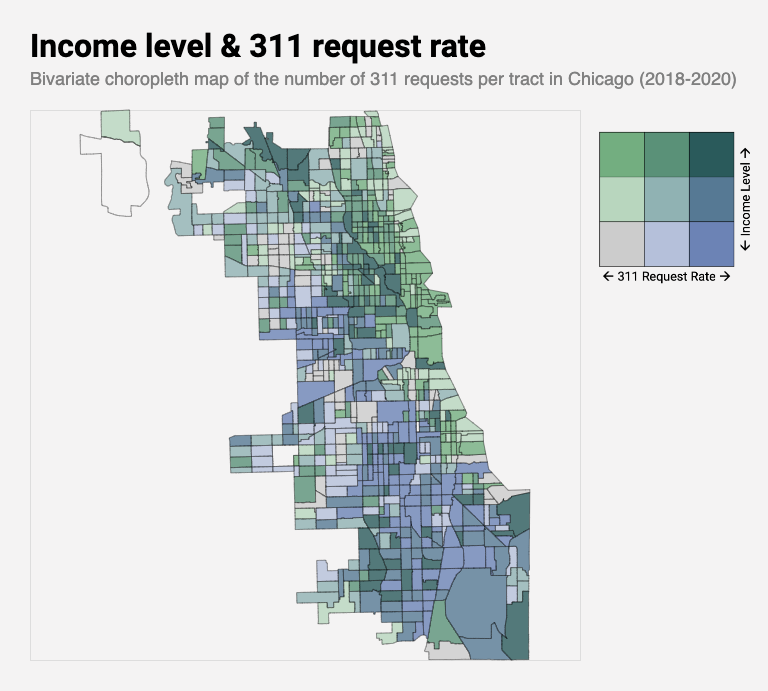 Income level & 311 request rate
Bivariate choropleth map of the number of 311 requests per tract in Chicago (2018-2020)
← Income Level →
← 311 Request Rate →